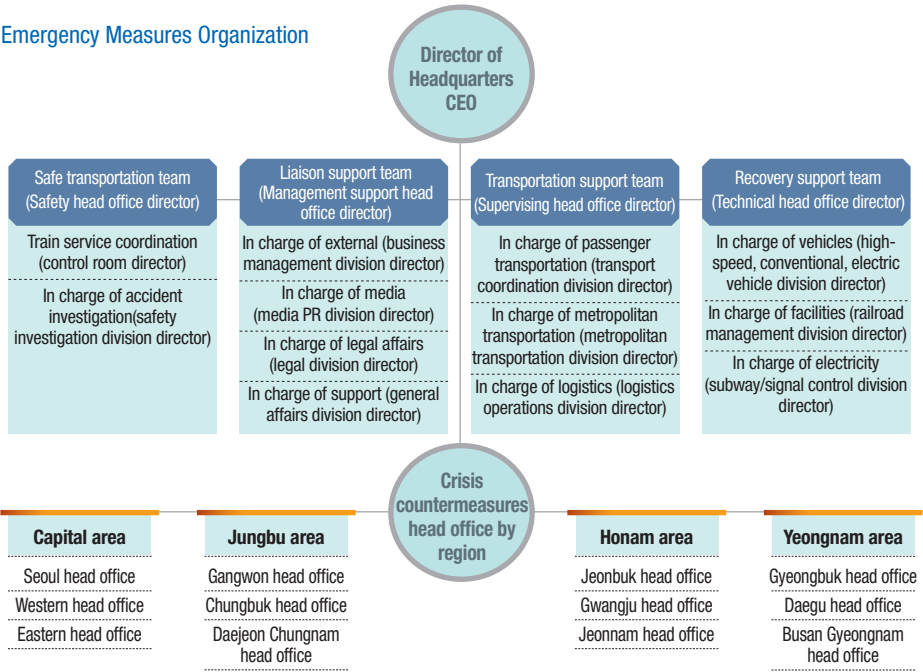 Emergency Measures Organization
Director of
Headquarters
CEO
Safe transportation team
(Safety head office director)
Train service coordination
(control room director)
In charge of accident
investigation(safety
investigation division director)
Liaison support team
(Management support head
office director)
In charge of external (business
management division director)
In charge of media
(media PR division director)
In charge of legal affairs
(legal division director)
In charge of support (general
affairs division director)
Transportation support team
(Supervising head office director)
In charge of passenger
transportation (transport
coordination division director)
In charge of metropolitan
transportation (metropolitan
transportation division director)
In charge of logistics (logistics
operations division director)
Recovery support team
(Technical head office director)
In charge of vehicles (high-
speed, conventional, electric
vehicle division director)
In charge of facilities (railroad
management division director)
In charge of electricity
(subway/signal control division
director)
Crisis
countermeasures
head office by
region
Capital area
Seoul head office
Western head office
Eastern head office
Jungbu area
Gangwon head office
Chungbuk head office
Daejeon Chungnam
head office
Honam area
Jeonbuk head office
Gwangju head office
Jeonnam head office
Yeongnam area
Gyeongbuk head office
Daegu head office
Busan Gyeongnam
head office